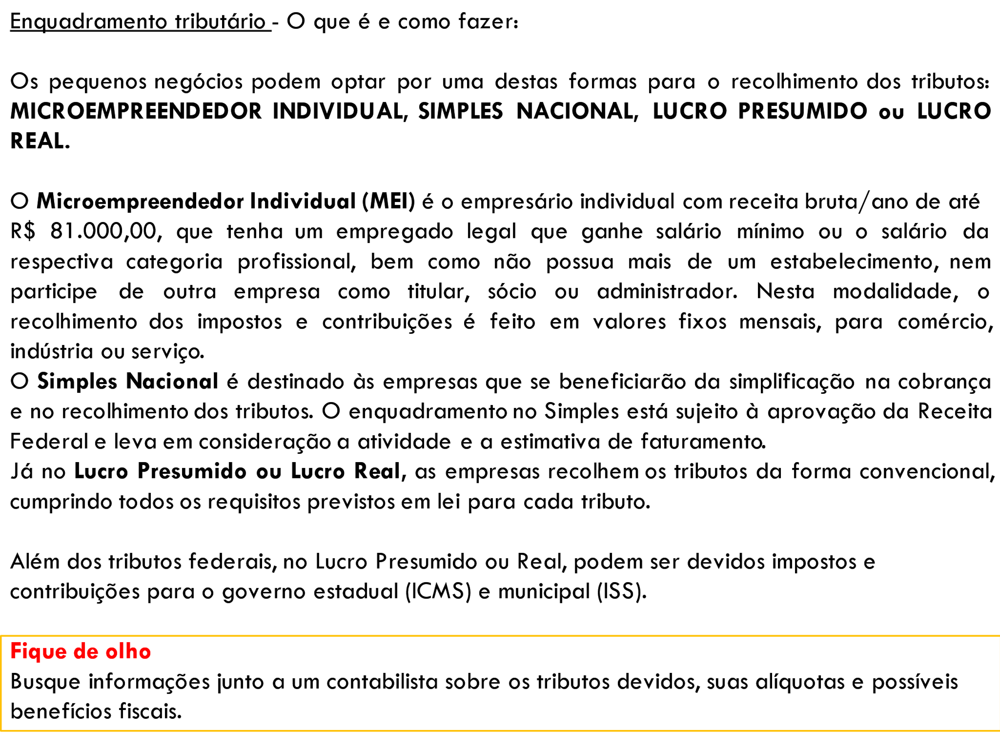 Enquadramento tributário - O que é e como fazer:
Os pequenos negócios podem optar por uma destas formas para o recolhimento dos tributos:
MICROEMPREENDEDOR INDIVIDUAL, SIMPLES NACIONAL, LUCRO PRESUMIDO ou LUCRO
REAL.
O Microempreendedor Individual (MEI) é o empresário individual com receita bruta/ano de até
R$ 81.000,00, que tenha um empregado legal que ganhe salário mínimo ou o salário da
respectiva categoria profissional, bem como não possua mais de um estabelecimento, nem
participe de outra empresa como titular, sócio ou administrador. Nesta modalidade, o
recolhimento dos impostos e contribuições é feito em valores fixos mensais, para comércio,
indústria ou serviço.
O Simples Nacional é destinado às empresas que se beneficiarão da simplificação na cobrança
e no recolhimento dos tributos. O enquadramento no Simples está sujeito à aprovação da Receita
Federal e leva em consideração a atividade e a estimativa de faturamento.
Já no Lucro Presumido ou Lucro Real, as empresas recolhem os tributos da forma convencional,
cumprindo todos os requisitos previstos em lei para cada tributo.
Além dos tributos federais, no Lucro Presumido ou Real, podem ser devidos impostos e
contribuições para o governo estadual (ICMS) e municipal (ISS).
Fique de olho
Busque informações junto a um contabilista sobre os tributos devidos, suas alíquotas e possíveis
benefícios fiscais.